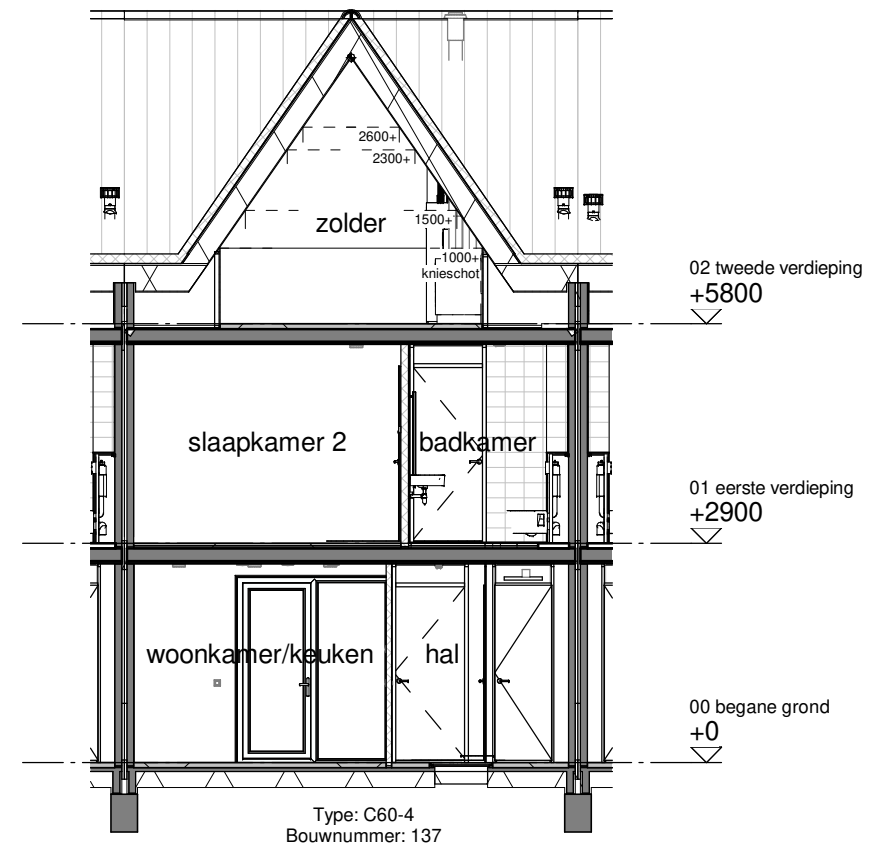 2600+
2300+
zolder
1500+
1000+
knieschot
02 tweede verdieping
+5800
slaapkamer 2
badkamer
01 eerste verdieping
+2900
woonkamer/keuken
hal
00 begane grond
+0
Type: C60-4
Bouwnummer: 137